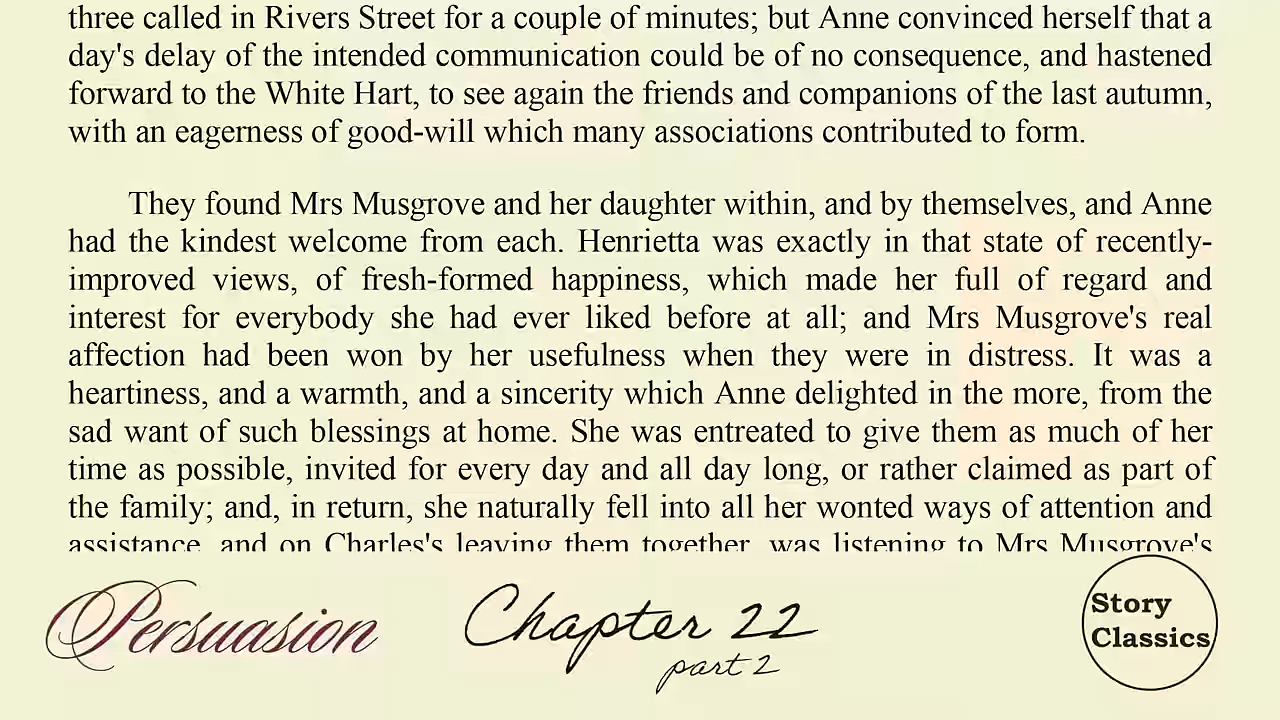 three called in Rivers Street for a couple of minutes; but Anne convinced herself that a
day's delay of the intended communication could be of no consequence, and hastened
forward to the White Hart, to see again the friends and companions of the last autumn,
with an eagerness of good-will which many associations contributed to form.
They found Mrs Musgrove and her daughter within, and by themselves, and Anne
had the kindest welcome from each. Henrietta was exactly in that state of recently-
improved views, of fresh-formed happiness, which made her full of regard and
interest for everybody she had ever liked before at all; and Mrs Musgrove's real
affection had been won by her usefulness when they were in distress. It was a
heartiness, and a warmth, and a sincerity which Anne delighted in the more, from the
sad want of such blessings at home. She was entreated to give them as much of her
time as possible, invited for every day and all day long, or rather claimed as part of
the family; and, in return, she naturally fell into all her wonted ways of attention and
assistance, and on Charles's leaving them together, was listening to Mrs Musgrove's
Persuasion
Chapter 22
part 2
Story
Classics